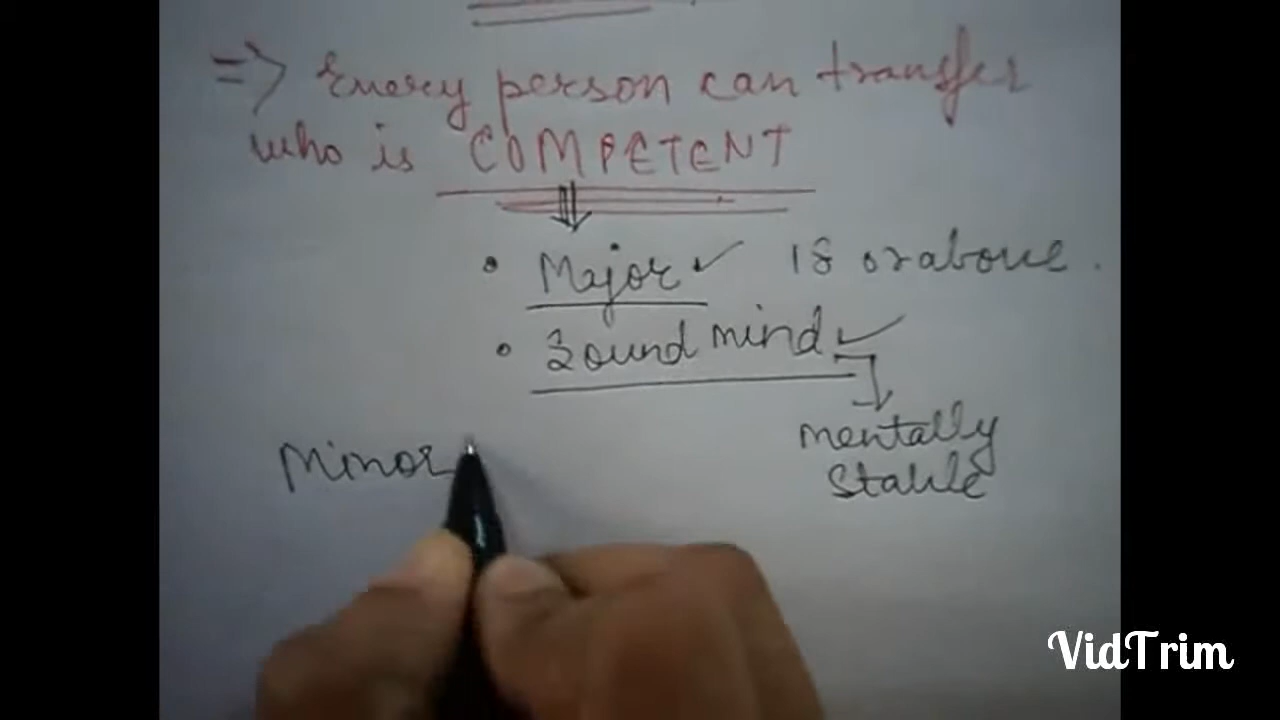 => Every person can transfer
who is COMPETENT
• Major ✓ 18 or above.
• Sound mind ✓
mentally
stable
Minor
VidTrim